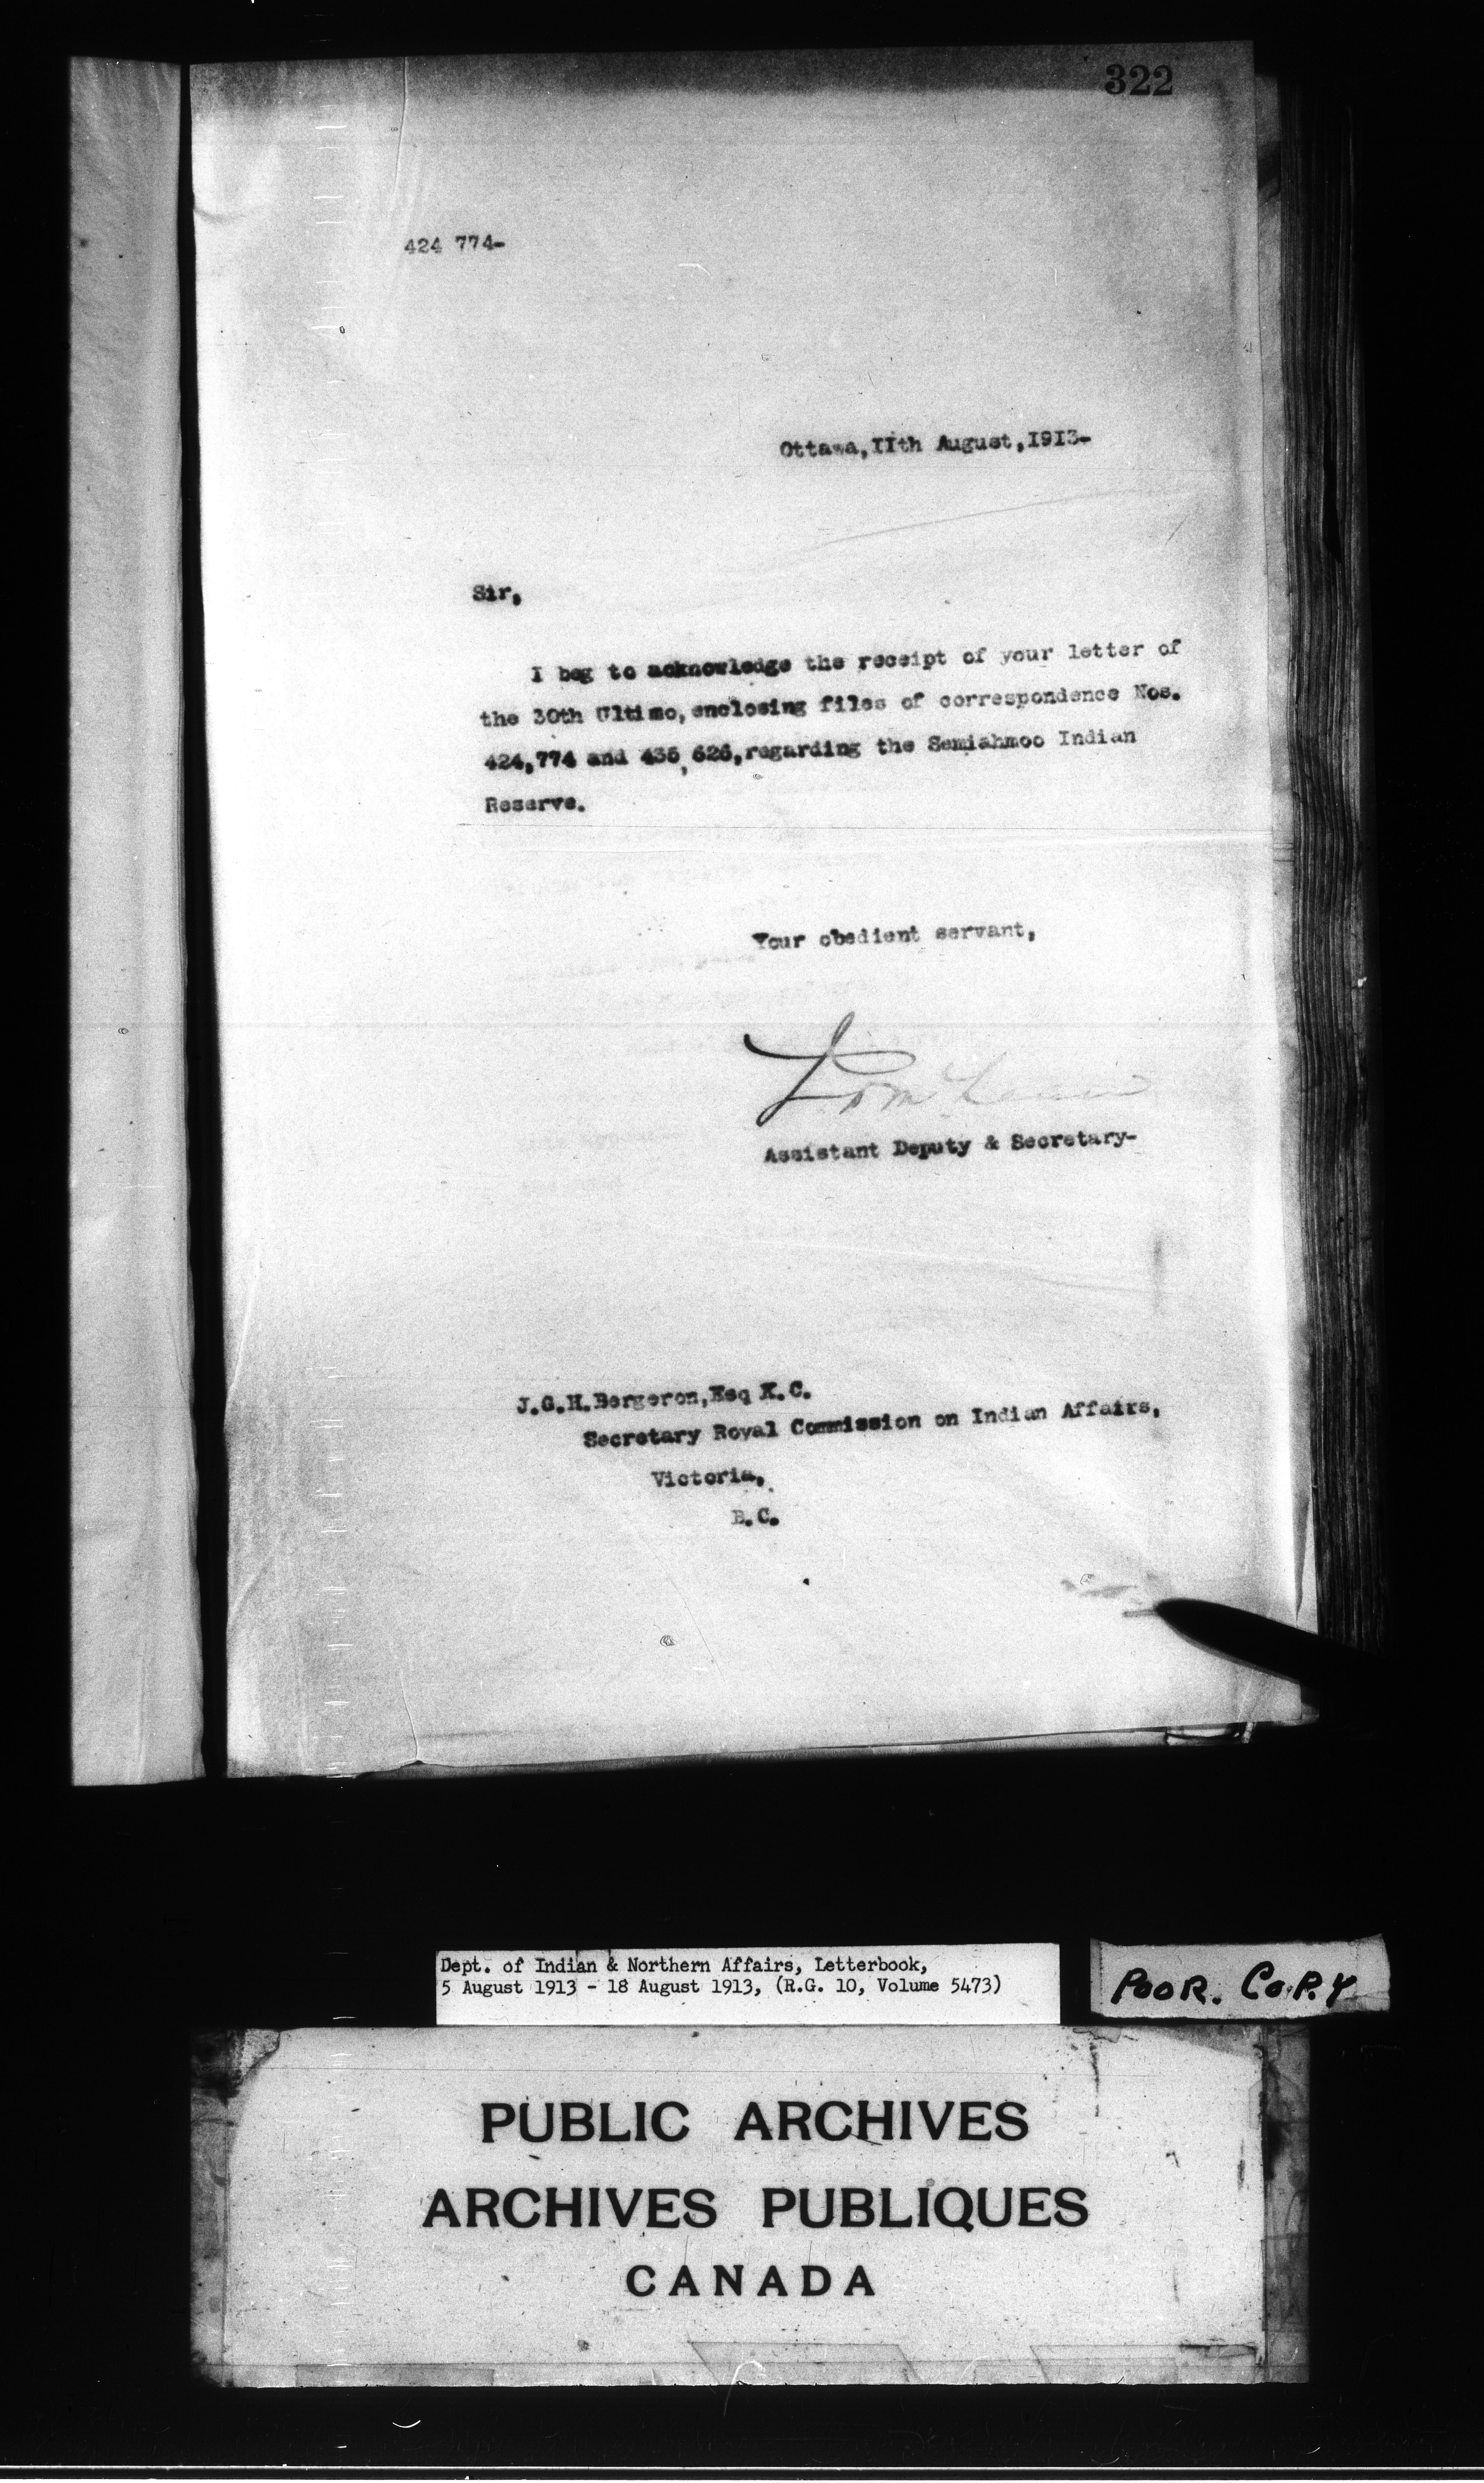 322
424 774-
Ottawa,IIth August,I9I3-
Sir,
I beg to acknowledge the receipt of your letter of
the 30th Ultimo,enclosing files of correspondence Nos.
424,774 and 435,626,regarding the Semiahmoo Indian
Reserve.
Your obedient servant,
Assistant Deputy & Secretary-
J.G.H.Bergeron,Esq K.C.
Secretary Royal Commission on Indian Affairs,
Victoria,
B.C.
Dept. of Indian & Northern Affairs, Letterbook,
5 August 1913 - 18 August 1913, (R.G. 10, Volume 5473)
POOR. COPY
PUBLIC ARCHIVES
ARCHIVES PUBLIQUES
CANADA